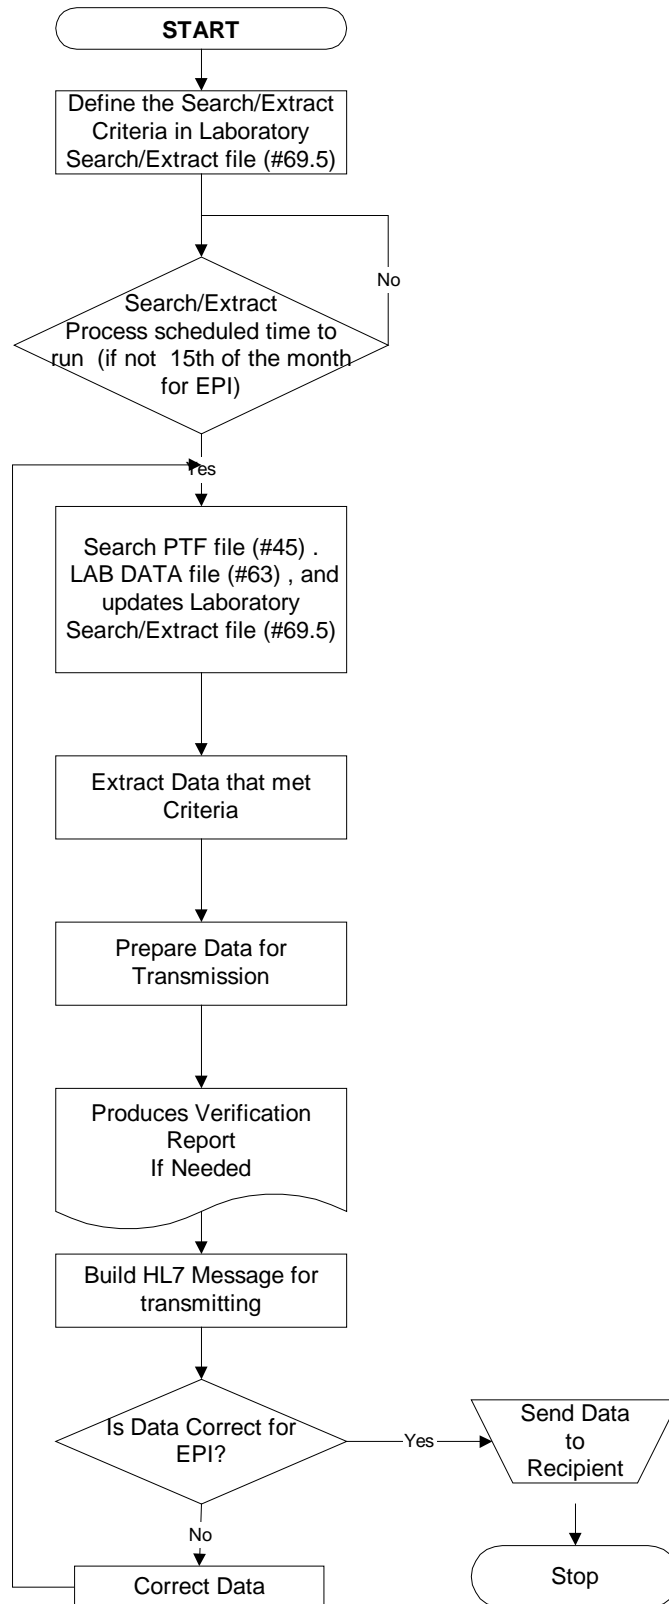 START
Define the Search/Extract
Criteria in Laboratory
Search/Extract file (#69.5)
No
Search/Extract
Process scheduled time to
run (if not 15th of the month
for EPI)
Yes
Search PTF file (#45) .
LAB DATA file (#63) , and
updates Laboratory
Search/Extract file (#69.5)
Extract Data that met
Criteria
Prepare Data for
Transmission
Produces Verification
Report
If Needed
Build HL7 Message for
transmitting
Is Data Correct for
EPI?
Yes
Send Data
to
Recipient
No
Correct Data
Stop